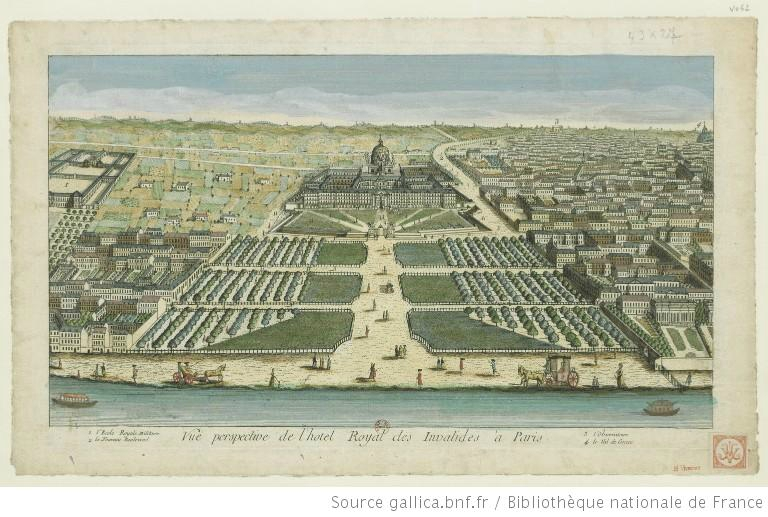 43 x 27
1 l'Ecole Royale Militaire
2 le Nouveau Boulevard
Vuë perspective de l'hotel Royal des Invalides à Paris
3 l'Observatoire
4 le Val de Grace
Source gallica.bnf.fr / Bibliothèque nationale de France